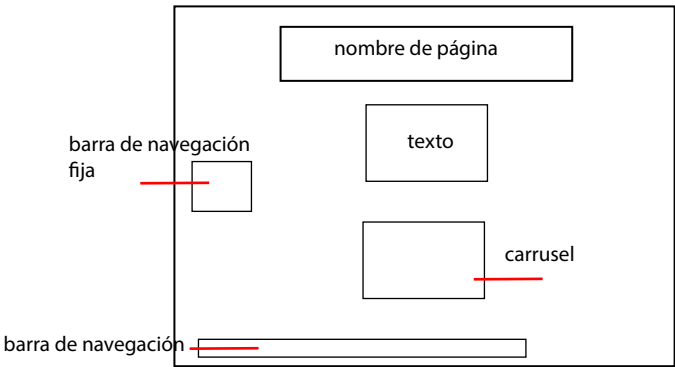 nombre de página
texto
barra de navegación
fija
carrusel
barra de navegación